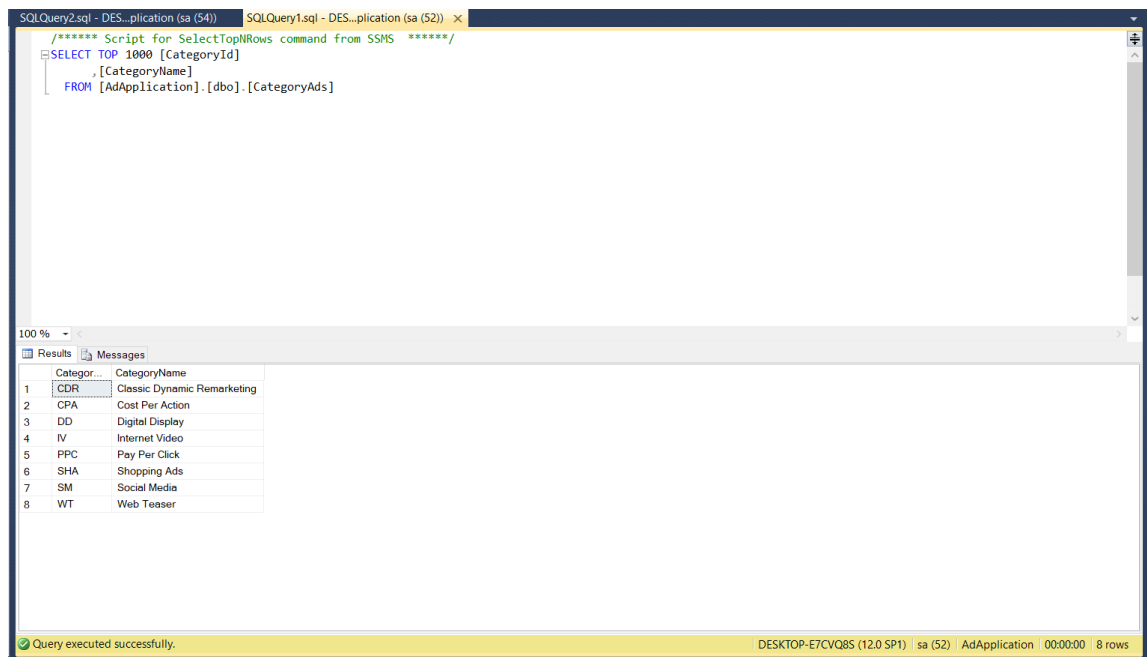 SQLQuery2.sql - DES...plication (sa (54)) SQLQuery1.sql - DES...plication (sa (52))
/****** Script for SelectTopNRows command from SSMS ******/
SELECT TOP 1000 [CategoryId]
,[CategoryName]
FROM [AdApplication].[dbo].[CategoryAds]
100 %
Results Messages
Categor... CategoryName
1 CDR Classic Dynamic Remarketing
2 CPA Cost Per Action
3 DD Digital Display
4 IV Internet Video
5 PPC Pay Per Click
6 SHA Shopping Ads
7 SM Social Media
8 WT Web Teaser
Query executed successfully. DESKTOP-E7CVQ8S (12.0 SP1) sa (52) AdApplication 00:00:00 8 rows